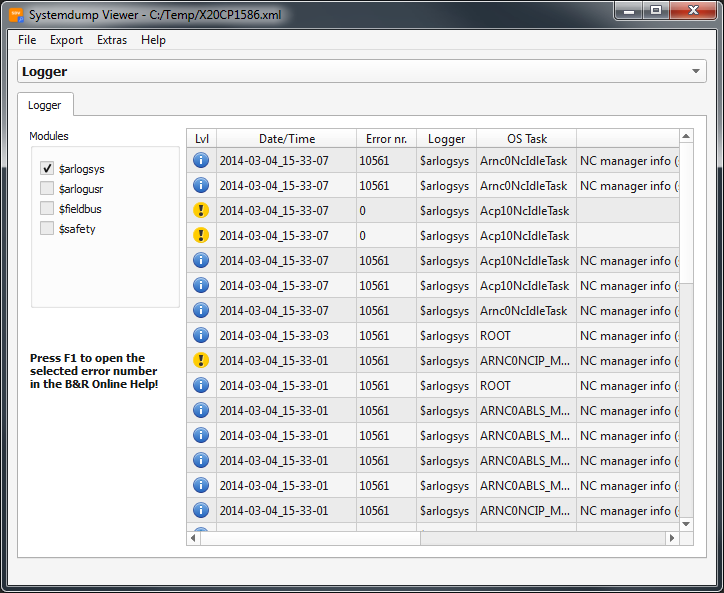 Systemdump Viewer - C:/Temp/X20CP1586.xml
File Export Extras Help
Logger
Logger
Modules
$arlogsys
$arlogusr
$fieldbus
$safety
Press F1 to open the
selected error number
in the B&R Online Help!
Lvl Date/Time Error nr. Logger OS Task
2014-03-04_15-33-07 10561 $arlogsys Arnc0NcIdleTask NC manager info (
2014-03-04_15-33-07 10561 $arlogsys Arnc0NcIdleTask NC manager info (
2014-03-04_15-33-07 0 $arlogsys Acp10NcIdleTask
2014-03-04_15-33-07 0 $arlogsys Acp10NcIdleTask
2014-03-04_15-33-07 10561 $arlogsys Acp10NcIdleTask NC manager info (
2014-03-04_15-33-07 10561 $arlogsys Acp10NcIdleTask NC manager info (
2014-03-04_15-33-07 10561 $arlogsys Arnc0NcIdleTask NC manager info (
2014-03-04_15-33-03 10561 $arlogsys ROOT NC manager info (
2014-03-04_15-33-01 10561 $arlogsys ARNC0NCIP_M... NC manager info (
2014-03-04_15-33-01 10561 $arlogsys ROOT NC manager info (
2014-03-04_15-33-01 10561 $arlogsys ARNC0ABLS_M... NC manager info (
2014-03-04_15-33-01 10561 $arlogsys ARNC0ABLS_M... NC manager info (
2014-03-04_15-33-01 10561 $arlogsys ARNC0ABLS_M... NC manager info (
2014-03-04_15-33-01 10561 $arlogsys ARNC0ABLS_M... NC manager info (
2014-03-04_15-33-01 10561 $arlogsys ARNC0NCIP_M... NC manager info (